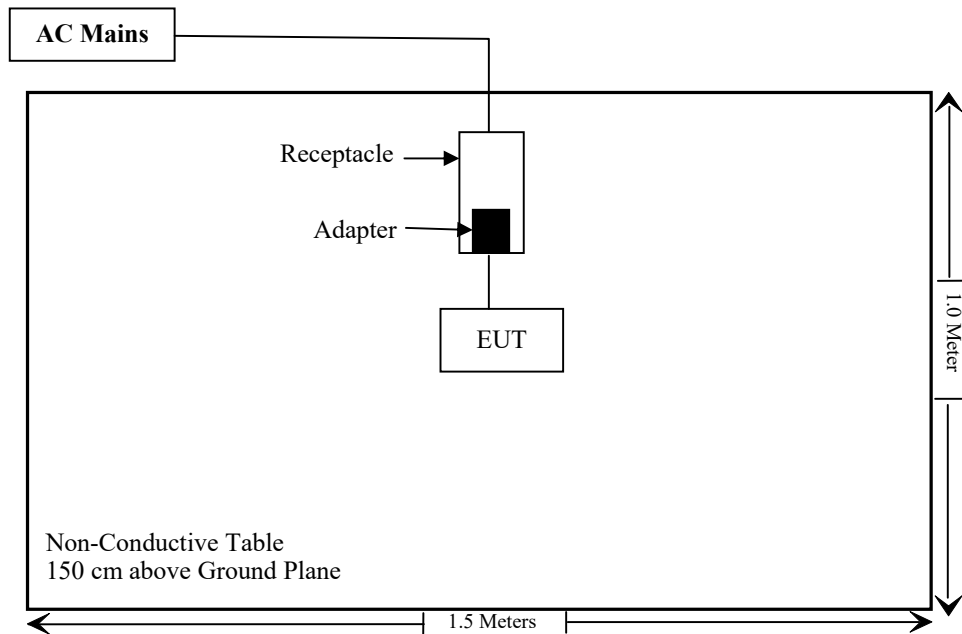 AC Mains
Receptacle
Adapter
EUT
1.0 Meter
Non-Conductive Table
150 cm above Ground Plane
1.5 Meters